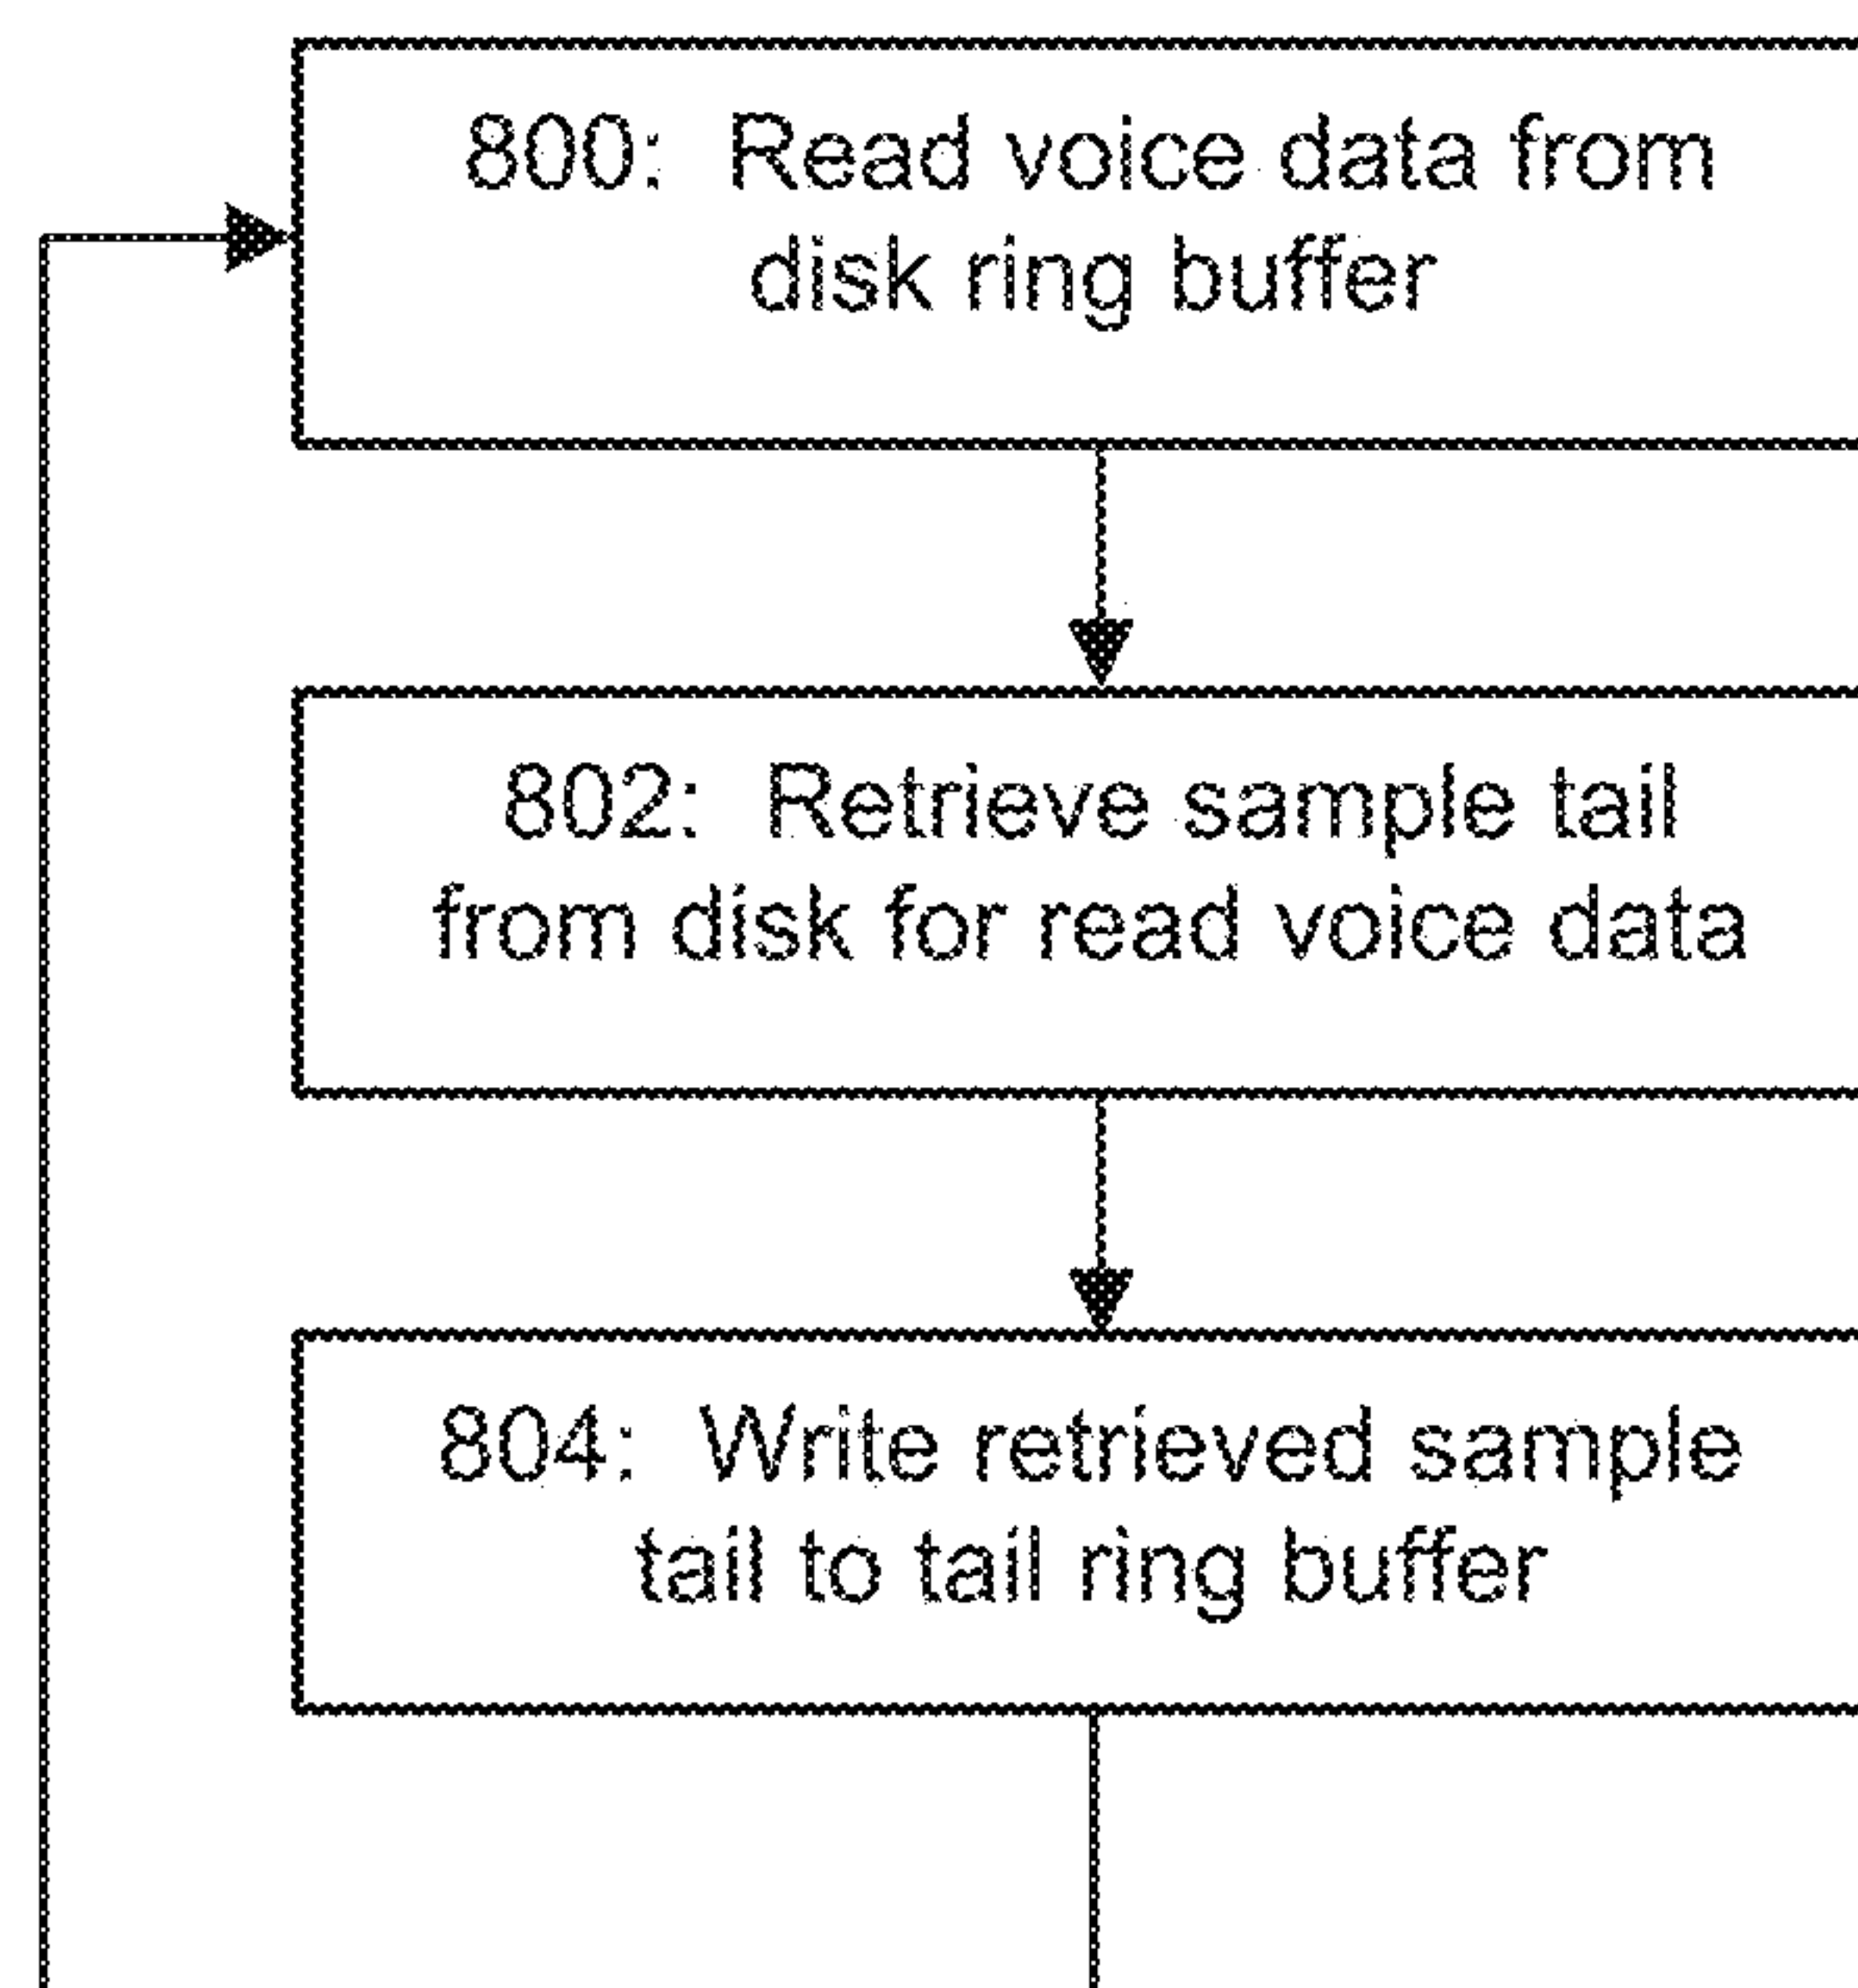 800: Read voice data from
disk ring buffer
802: Retrieve sample tail
from disk for read voice data
804: Write retrieved sample
tail to tail ring buffer